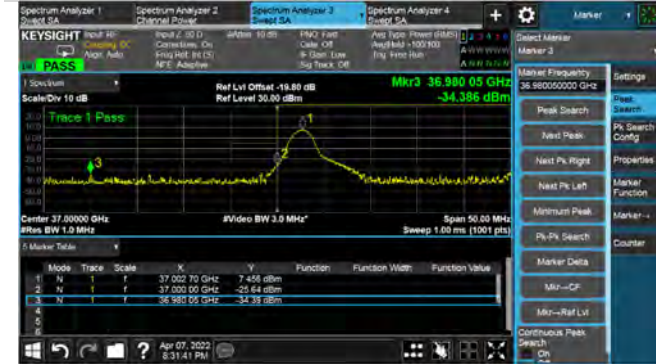 Spectrum Analyzer 1
Swept SA
Spectrum Analyzer 2
Channel Power
Spectrum Analyzer 3
Swept SA
Spectrum Analyzer 4
Swept SA
+
Marker
KEYSIGHT
Input: RF
Coupling: DC
Align: Auto
Input Z: 50 Ω
Corrections: On
Freq Ref: Int (S)
NFE: Adaptive
Atten: 10 dB
PNO: Fast
Gate: Off
IF Gain: Low
Sig Track: Off
Avg Type: Power (RMS)
Avg|Hold: >100/100
Trig: Free Run
PASS
Select Marker
Marker 3
1 Spectrum
Scale/Div 10 dB
Ref Lvl Offset -19.80 dB
Ref Level 30.00 dBm
Mkr3 36.980 05 GHz
-34.386 dBm
Trace 1 Pass
1
2
3
Center 37.00000 GHz
#Res BW 1.0 MHz
#Video BW 3.0 MHz*
Span 50.00 MHz
Sweep 1.00 ms (1001 pts)
5 Marker Table
Mode Trace Scale X Y Function Function Width Function Value
1 N 1 f 37.002 70 GHz 7.456 dBm
2 N 1 f 37.000 00 GHz -25.64 dBm
3 N 1 f 36.980 05 GHz -34.39 dBm
4
5
6
Marker Frequency
36.980050000 GHz
Peak Search
Next Peak
Next Pk Right
Next Pk Left
Minimum Peak
Pk-Pk Search
Marker Delta
Mkr→CF
Mkr→Ref Lvl
Continuous Peak
Search
On
Off
Settings
Peak
Search
Pk Search
Config
Properties
Marker
Function
Marker→
Counter
?
Apr 07, 2022
8:31:41 PM